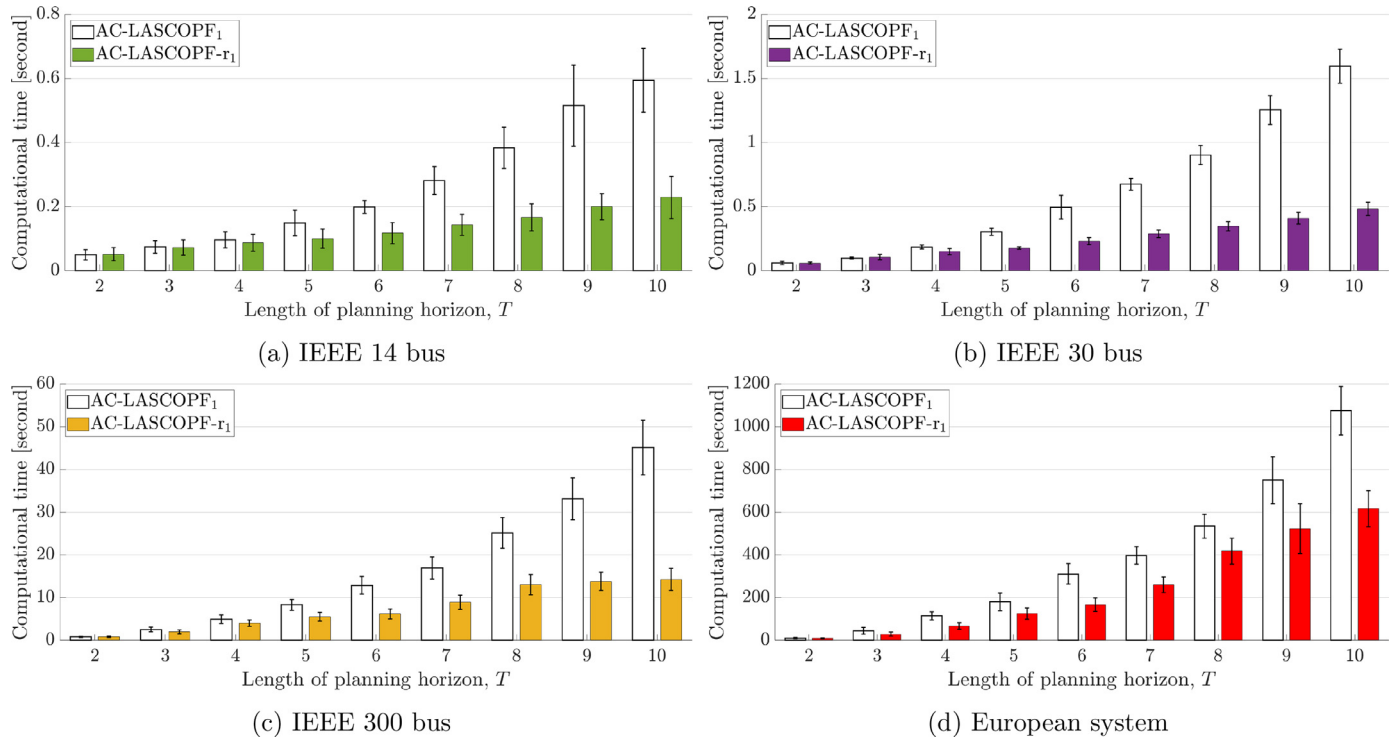 0.8
0.6
0.4
0.2
0
Computational time [second]
AC-LASCOPF₁
AC-LASCOPF-r₁
2 3 4 5 6 7 8 9 10
Length of planning horizon, T
(a) IEEE 14 bus
2
1.5
1
0.5
0
Computational time [second]
AC-LASCOPF₁
AC-LASCOPF-r₁
2 3 4 5 6 7 8 9 10
Length of planning horizon, T
(b) IEEE 30 bus
60
50
40
30
20
10
0
Computational time [second]
AC-LASCOPF₁
AC-LASCOPF-r₁
2 3 4 5 6 7 8 9 10
Length of planning horizon, T
(c) IEEE 300 bus
1200
1000
800
600
400
200
0
Computational time [second]
AC-LASCOPF₁
AC-LASCOPF-r₁
2 3 4 5 6 7 8 9 10
Length of planning horizon, T
(d) European system